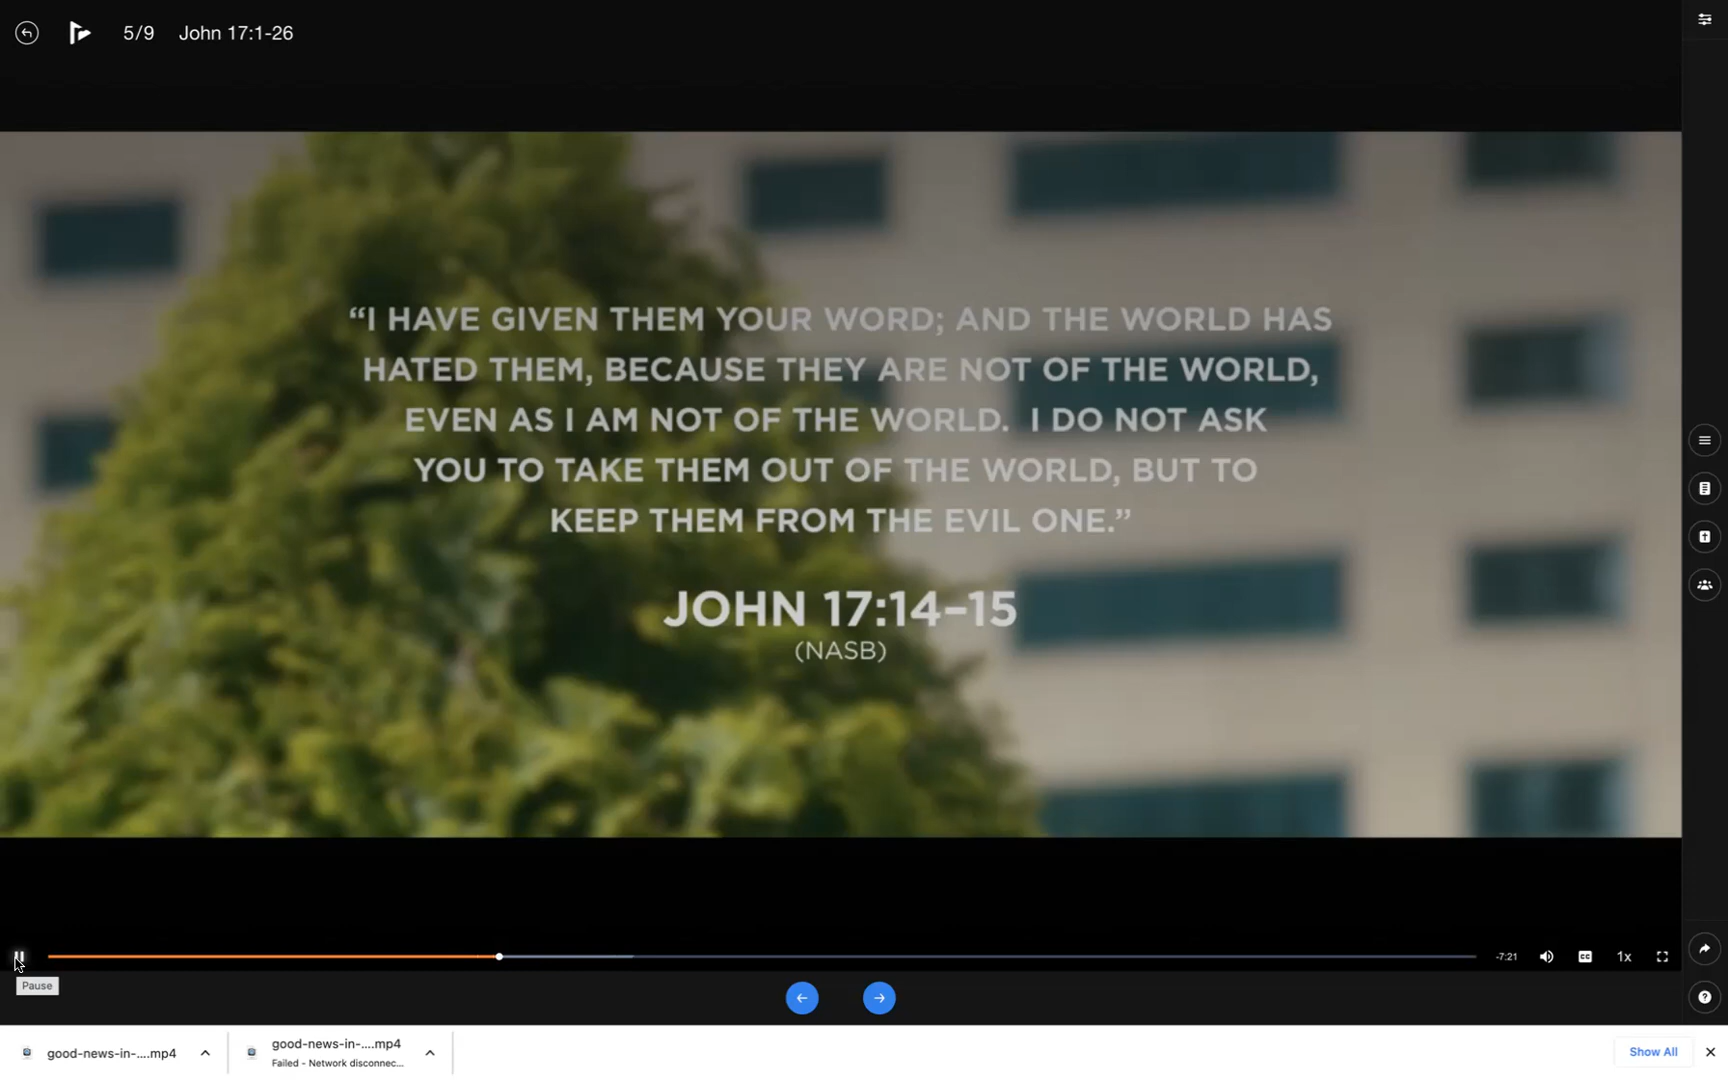 5/9 John 17:1-26
“I HAVE GIVEN THEM YOUR WORD; AND THE WORLD HAS
HATED THEM, BECAUSE THEY ARE NOT OF THE WORLD,
EVEN AS I AM NOT OF THE WORLD. I DO NOT ASK
YOU TO TAKE THEM OUT OF THE WORLD, BUT TO
KEEP THEM FROM THE EVIL ONE.”
JOHN 17:14–15
(NASB)
-7:21 CC 1x
Pause
good-news-in-....mp4
good-news-in-....mp4
Failed - Network disconnec...
Show All